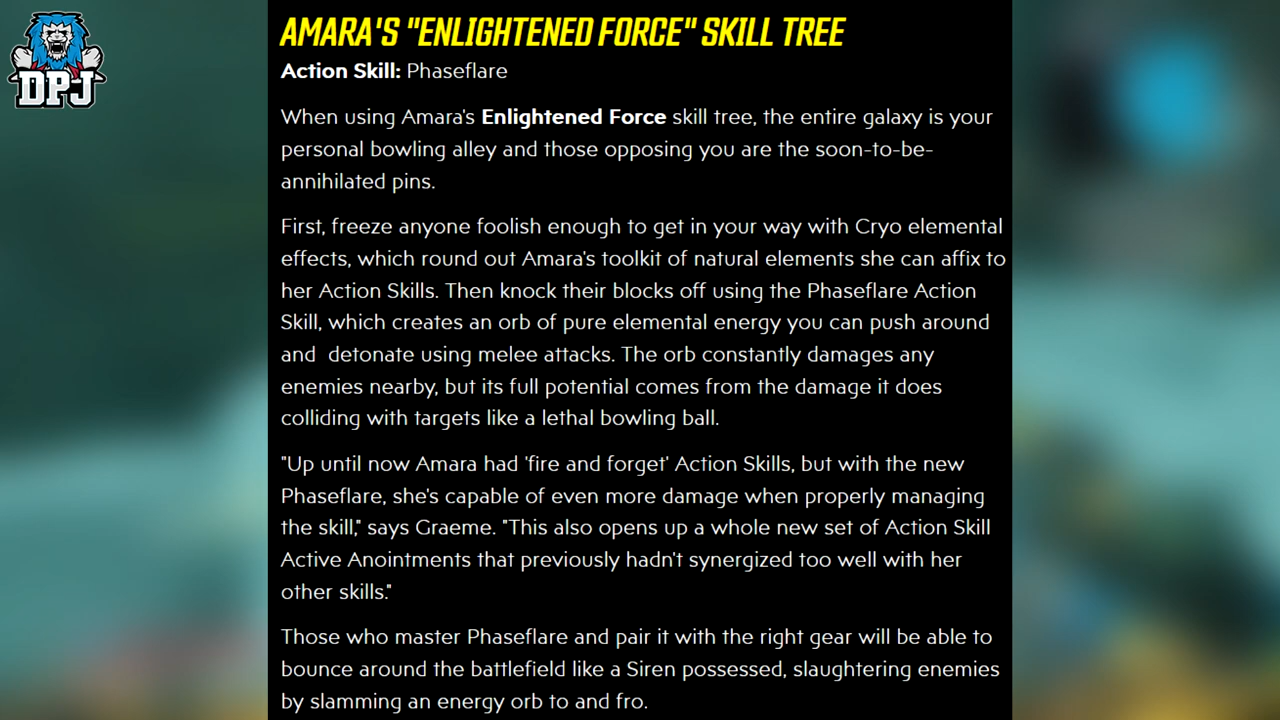 AMARA'S "ENLIGHTENED FORCE" SKILL TREE
DPJ
Action Skill: Phaseflare
When using Amara's Enlightened Force skill tree, the entire galaxy is your
personal bowling alley and those opposing you are the soon-to-be-
annihilated pins.
First, freeze anyone foolish enough to get in your way with Cryo elemental
effects, which round out Amara's toolkit of natural elements she can affix to
her Action Skills. Then knock their blocks off using the Phaseflare Action
Skill, which creates an orb of pure elemental energy you can push around
and  detonate using melee attacks. The orb constantly damages any
enemies nearby, but its full potential comes from the damage it does
colliding with targets like a lethal bowling ball.
"Up until now Amara had 'fire and forget' Action Skills, but with the new
Phaseflare, she's capable of even more damage when properly managing
the skill," says Graeme. "This also opens up a whole new set of Action Skill
Active Anointments that previously hadn't synergized too well with her
other skills."
Those who master Phaseflare and pair it with the right gear will be able to
bounce around the battlefield like a Siren possessed, slaughtering enemies
by slamming an energy orb to and fro.